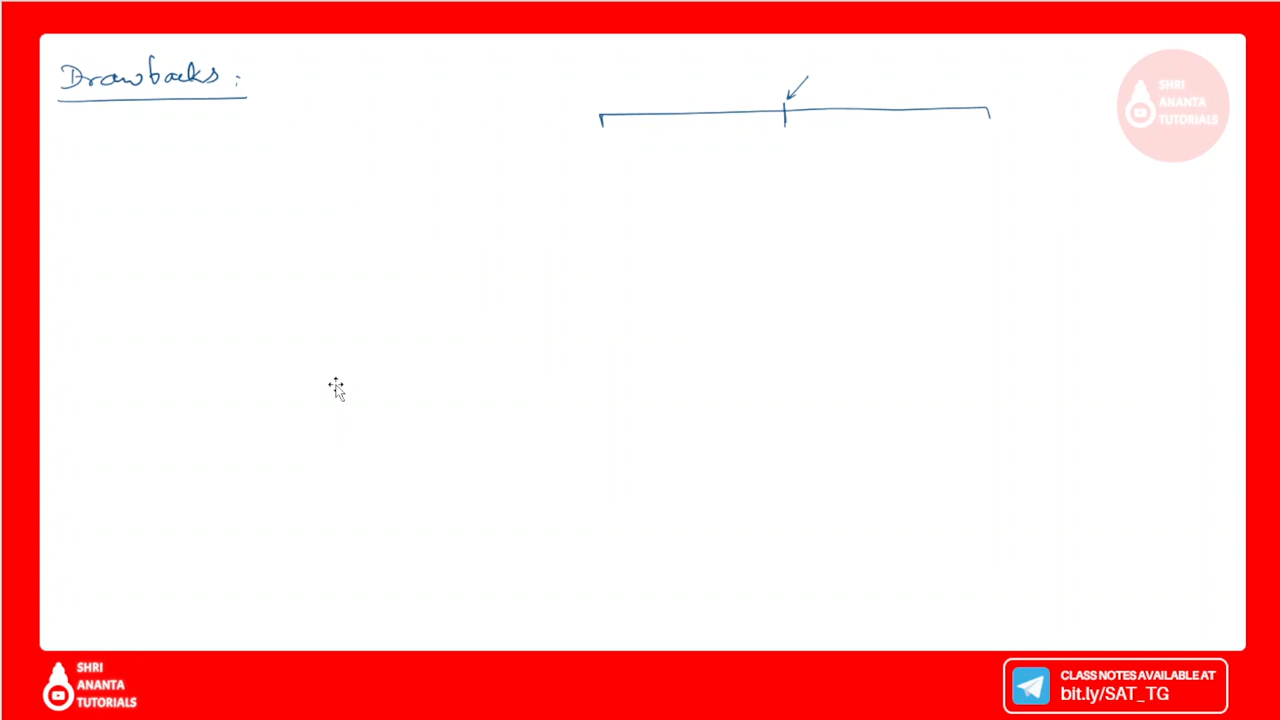 Drawbacks :
SHRI
ANANTA
TUTORIALS
SHRI
ANANTA
TUTORIALS
CLASS NOTES AVAILABLE AT
bit.ly/SAT_TG